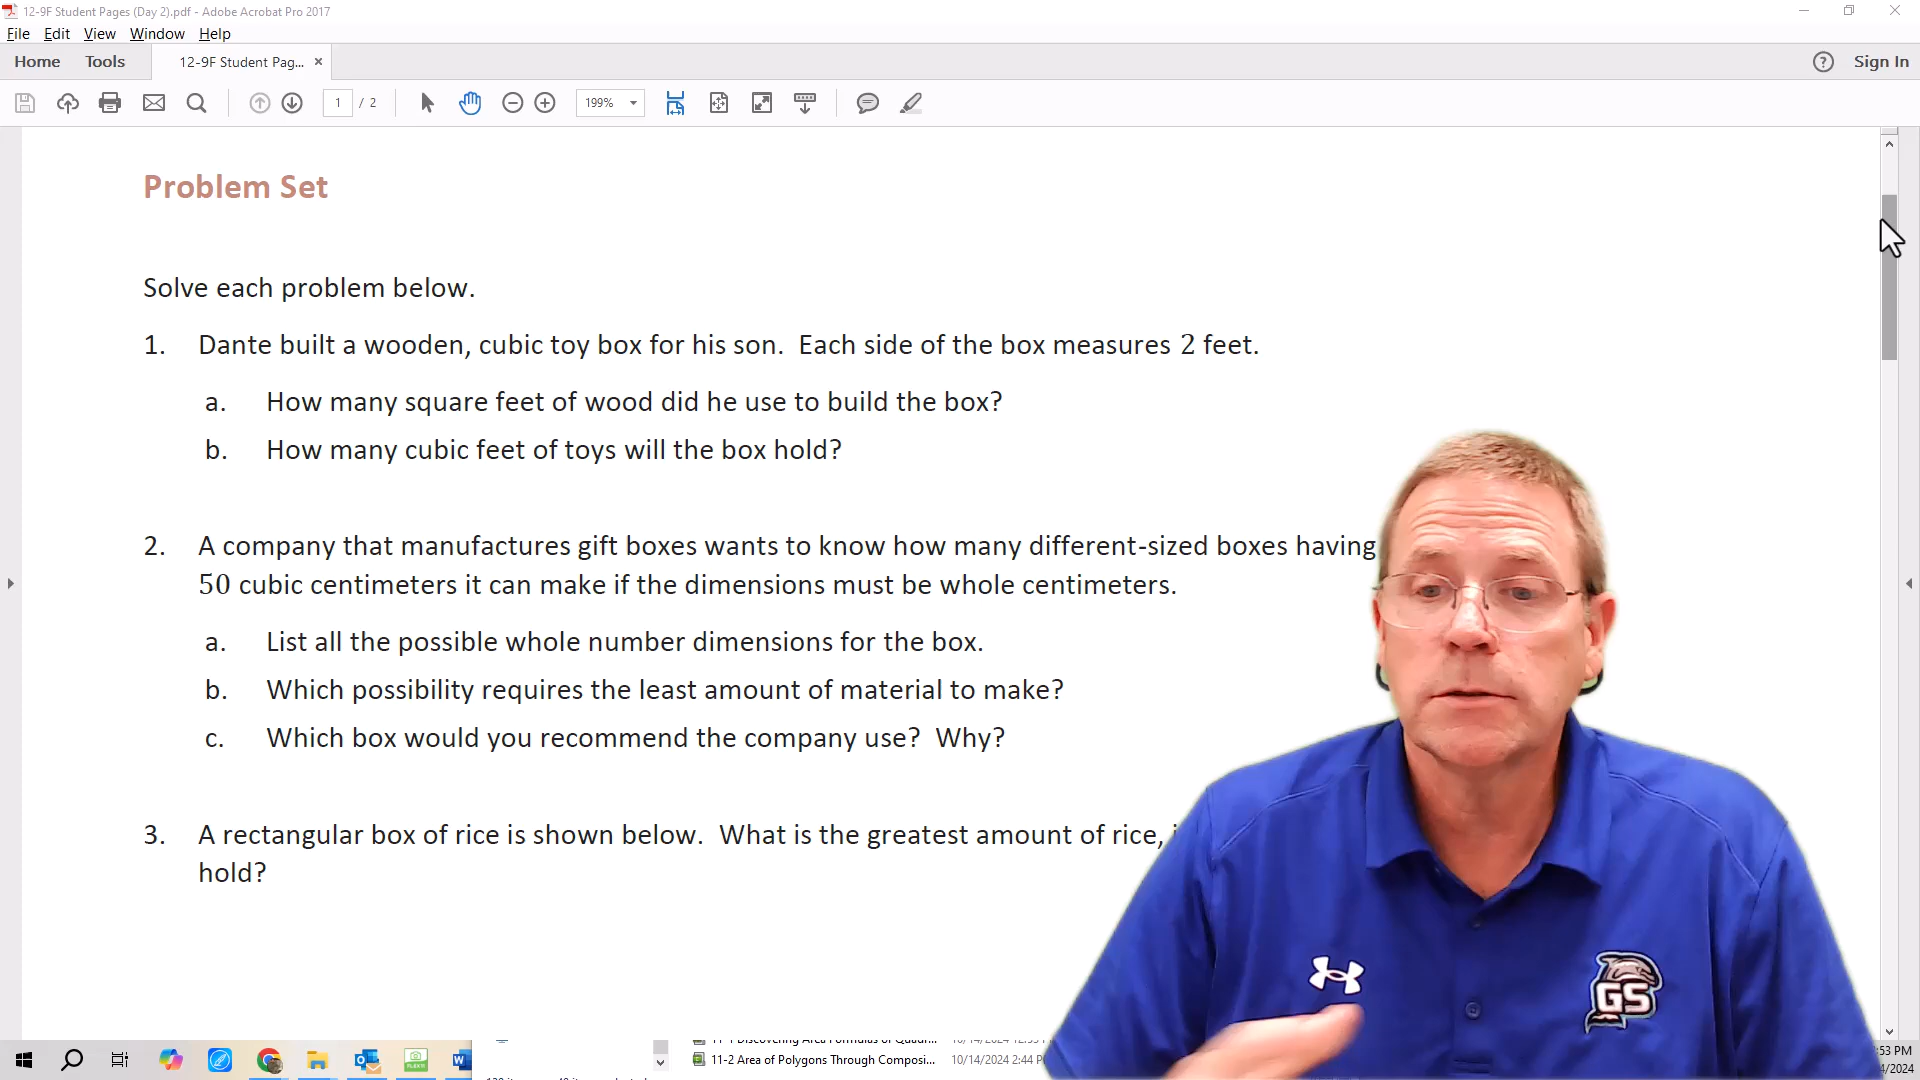 12-9F Student Pages (Day 2).pdf - Adobe Acrobat Pro 2017
File Edit View Window Help
Home Tools 12-9F Student Pag... × ? Sign In
1 / 2 199%
Problem Set
Solve each problem below.
1. Dante built a wooden, cubic toy box for his son. Each side of the box measures 2 feet.
a. How many square feet of wood did he use to build the box?
b. How many cubic feet of toys will the box hold?
2. A company that manufactures gift boxes wants to know how many different-sized boxes having
50 cubic centimeters it can make if the dimensions must be whole centimeters.
a. List all the possible whole number dimensions for the box.
b. Which possibility requires the least amount of material to make?
c. Which box would you recommend the company use? Why?
3. A rectangular box of rice is shown below. What is the greatest amount of rice,
hold?
GS
11-2 Area of Polygons Through Composi... 10/14/2024 2:44 PM
:53 PM
4/2024